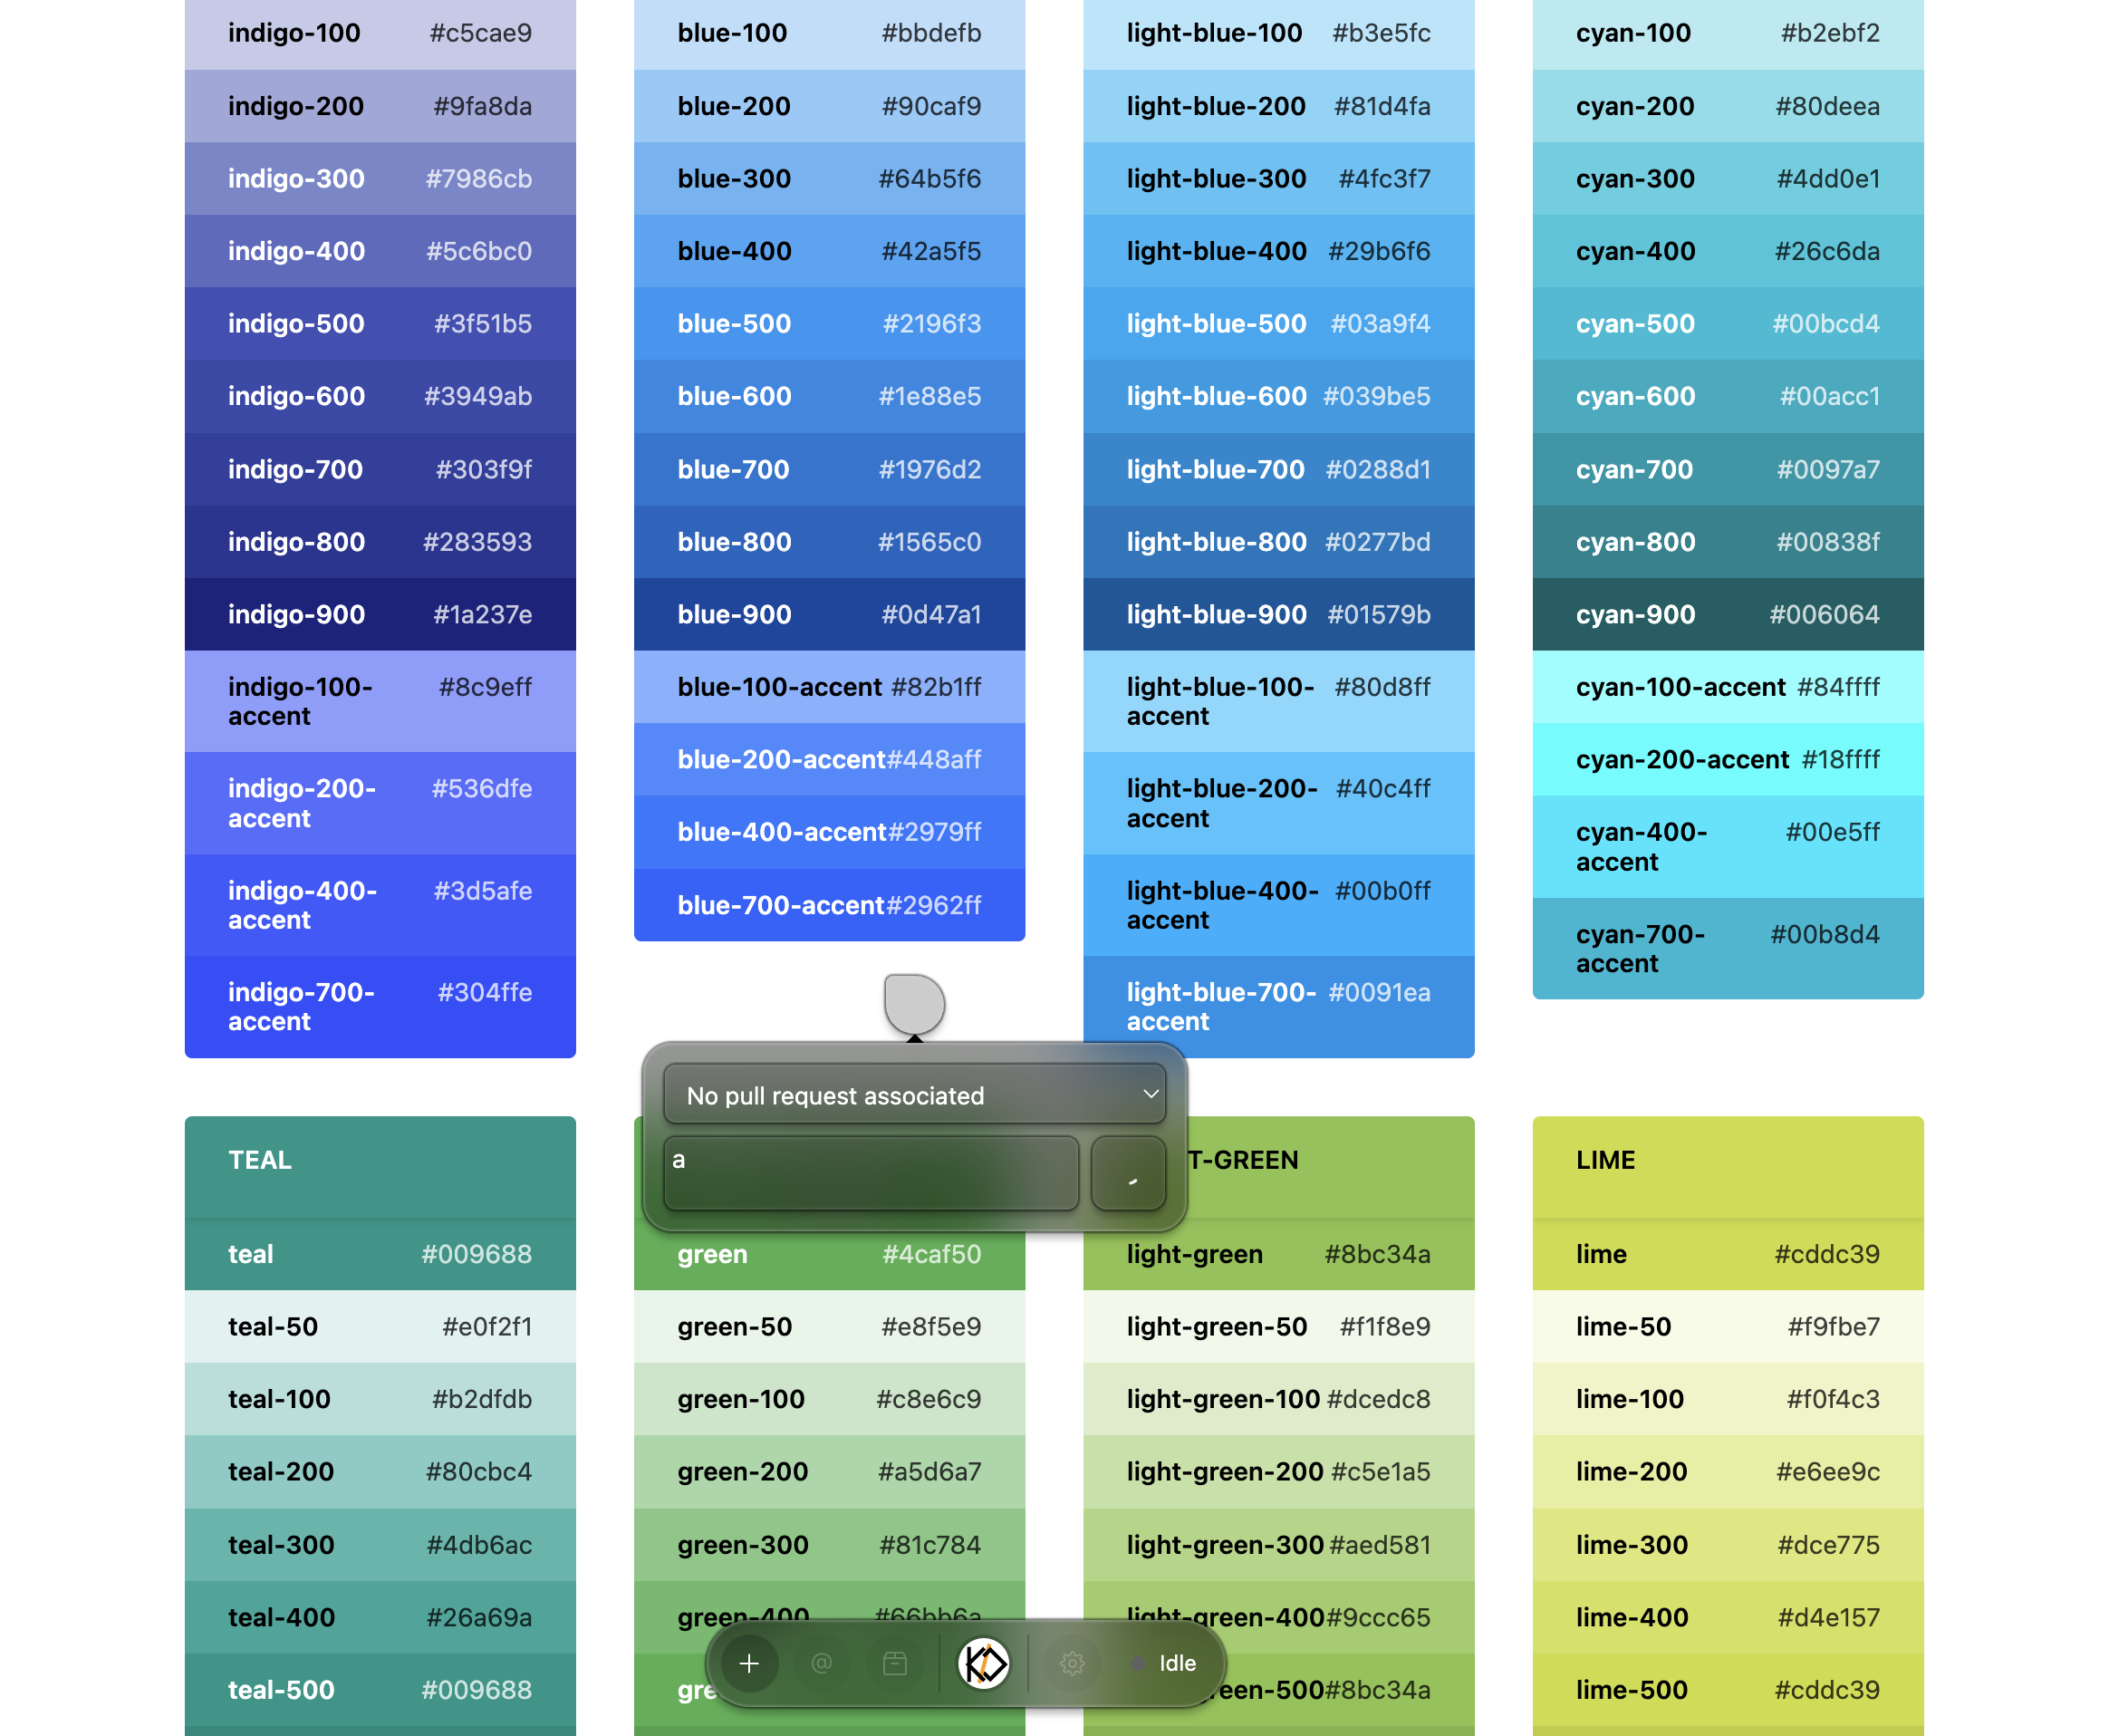 indigo-100 #c5cae9
indigo-200 #9fa8da
indigo-300 #7986cb
indigo-400 #5c6bc0
indigo-500 #3f51b5
indigo-600 #3949ab
indigo-700 #303f9f
indigo-800 #283593
indigo-900 #1a237e
indigo-100- #8c9eff
accent
indigo-200- #536dfe
accent
indigo-400- #3d5afe
accent
indigo-700- #304ffe
accent
blue-100 #bbdefb
blue-200 #90caf9
blue-300 #64b5f6
blue-400 #42a5f5
blue-500 #2196f3
blue-600 #1e88e5
blue-700 #1976d2
blue-800 #1565c0
blue-900 #0d47a1
blue-100-accent #82b1ff
blue-200-accent #448aff
blue-400-accent #2979ff
blue-700-accent #2962ff
light-blue-100 #b3e5fc
light-blue-200 #81d4fa
light-blue-300 #4fc3f7
light-blue-400 #29b6f6
light-blue-500 #03a9f4
light-blue-600 #039be5
light-blue-700 #0288d1
light-blue-800 #0277bd
light-blue-900 #01579b
light-blue-100- #80d8ff
accent
light-blue-200- #40c4ff
accent
light-blue-400- #00b0ff
accent
light-blue-700- #0091ea
accent
cyan-100 #b2ebf2
cyan-200 #80deea
cyan-300 #4dd0e1
cyan-400 #26c6da
cyan-500 #00bcd4
cyan-600 #00acc1
cyan-700 #0097a7
cyan-800 #00838f
cyan-900 #006064
cyan-100-accent #84ffff
cyan-200-accent #18ffff
cyan-400- #00e5ff
accent
cyan-700- #00b8d4
accent
No pull request associated
a
TEAL
teal #009688
teal-50 #e0f2f1
teal-100 #b2dfdb
teal-200 #80cbc4
teal-300 #4db6ac
teal-400 #26a69a
teal-500 #009688
green #4caf50
green-50 #e8f5e9
green-100 #c8e6c9
green-200 #a5d6a7
green-300 #81c784
green-400 #66bb6a
gre
T-GREEN
light-green #8bc34a
light-green-50 #f1f8e9
light-green-100 #dcedc8
light-green-200 #c5e1a5
light-green-300 #aed581
light-green-400 #9ccc65
reen-500 #8bc34a
LIME
lime #cddc39
lime-50 #f9fbe7
lime-100 #f0f4c3
lime-200 #e6ee9c
lime-300 #dce775
lime-400 #d4e157
lime-500 #cddc39
Idle